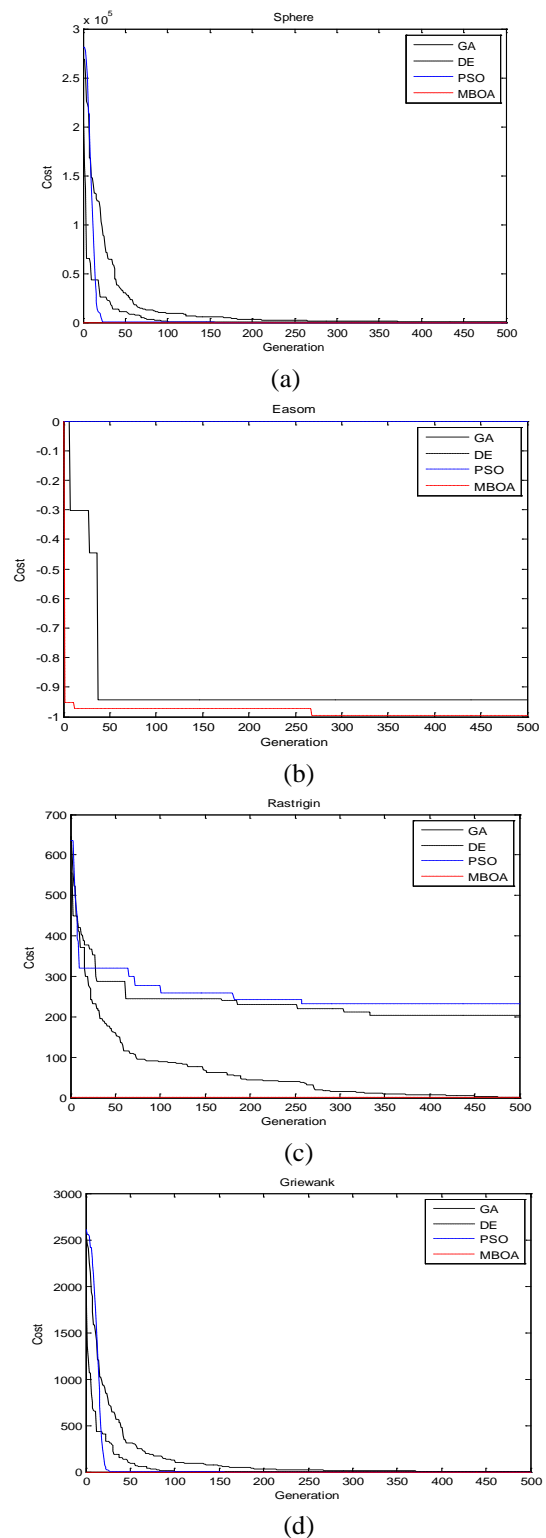 Sphere
x 10^5
3
2.5
2
1.5
1
0.5
0
Cost
GA
DE
PSO
MBOA
0 50 100 150 200 250 300 350 400 450 500
Generation
(a)
Easom
0
-0.1
-0.2
-0.3
-0.4
-0.5
-0.6
-0.7
-0.8
-0.9
-1
Cost
GA
DE
PSO
MBOA
0 50 100 150 200 250 300 350 400 450 500
Generation
(b)
Rastrigin
700
600
500
400
300
200
100
0
Cost
GA
DE
PSO
MBOA
0 50 100 150 200 250 300 350 400 450 500
Generation
(c)
Griewank
3000
2500
2000
1500
1000
500
0
Cost
GA
DE
PSO
MBOA
0 50 100 150 200 250 300 350 400 450 500
Generation
(d)